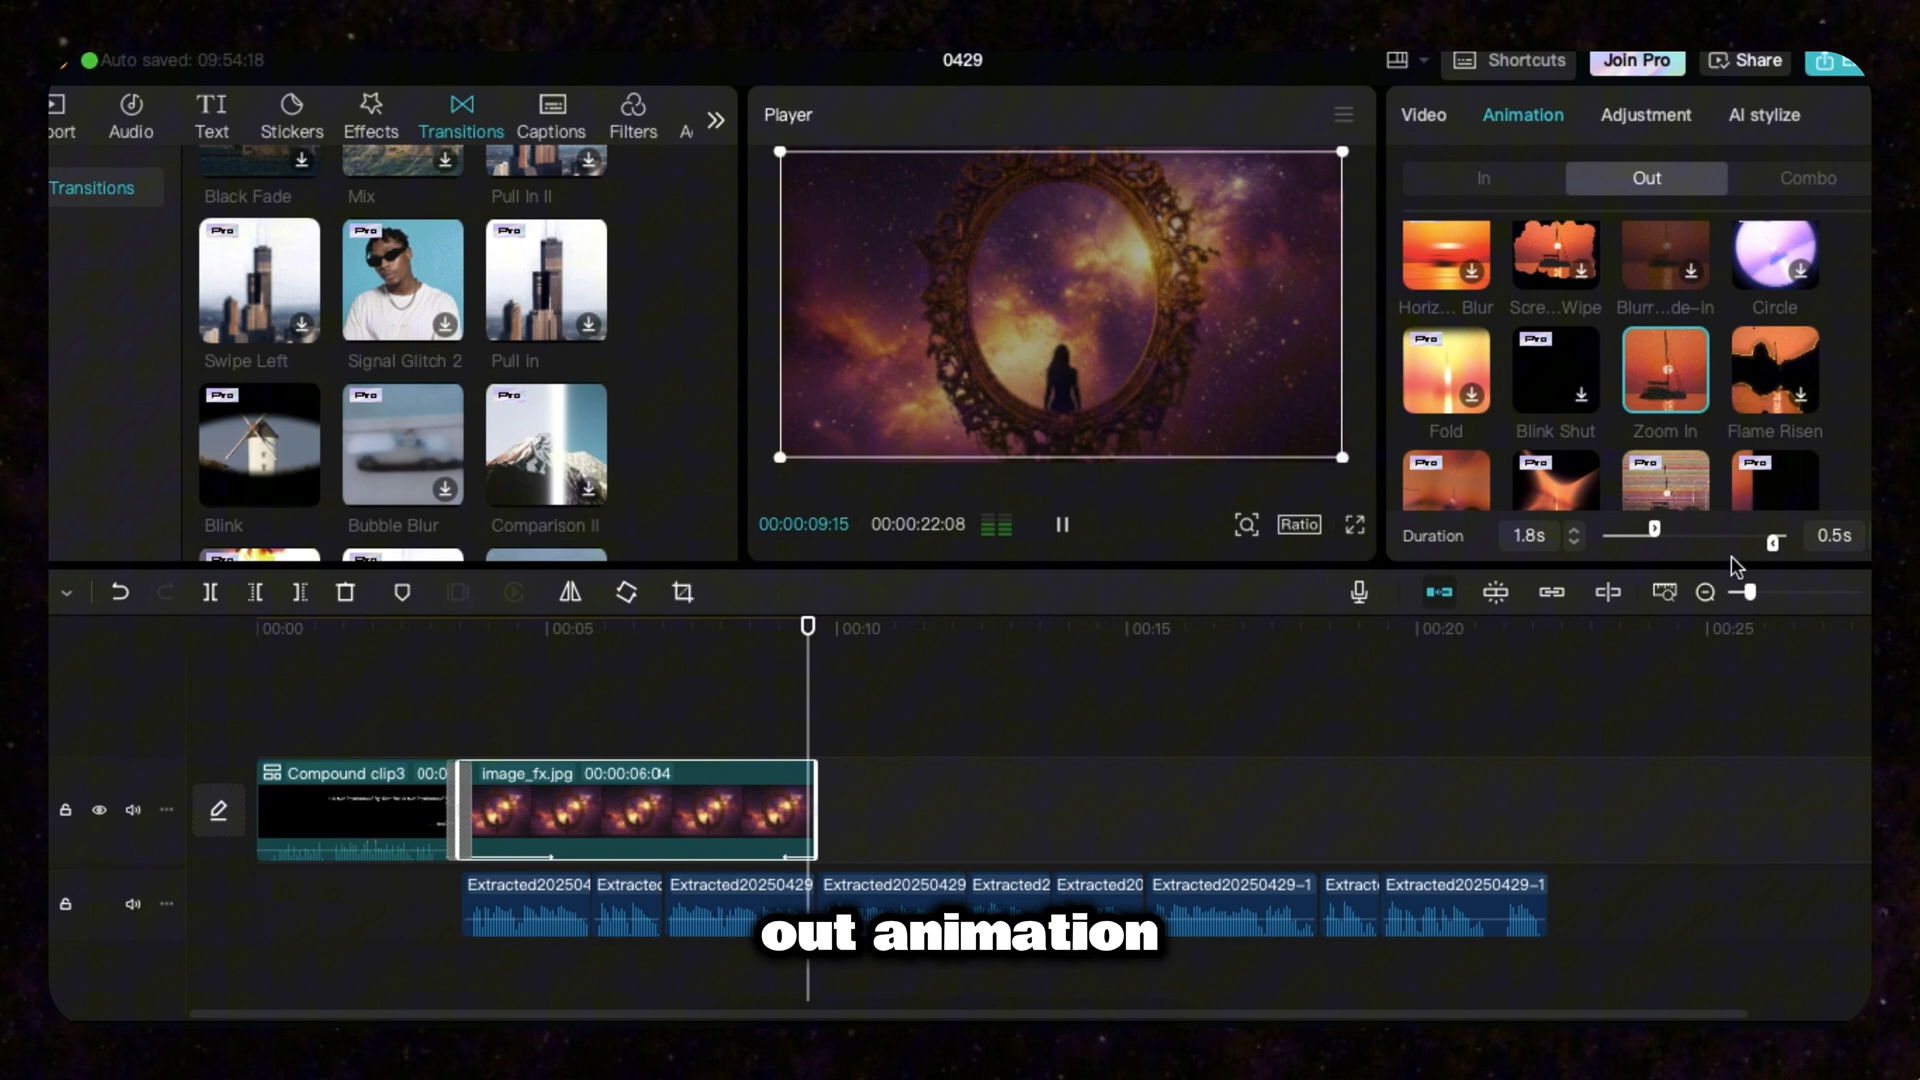 Auto saved: 09:54:18
0429
Shortcuts
Join Pro
Share
ort
Audio
TI
Text
Stickers
Effects
Transitions
Captions
Filters
Player
Video
Animation
Adjustment
AI stylize
Transitions
In
Out
Combo
Black Fade
Mix
Pull In II
Pro
Pro
Pro
Swipe Left
Signal Glitch 2
Pull in
Pro
Pro
Pro
Blink
Bubble Blur
Comparison II
Horiz... Blur
Scre...Wipe
Blurr...de-in
Circle
Pro
Pro
Fold
Blink Shut
Zoom In
Flame Risen
Pro
Pro
Pro
Pro
00:00:09:15
00:00:22:08
Ratio
Duration
1.8s
0.5s
00:00
00:05
00:10
00:15
00:20
00:25
Compound clip3 00:0
image_fx.jpg 00:00:06:04
Extracted202504
Extracted
Extracted20250429
Extracted20250429
Extracted2
Extracted20
Extracted20250429-1
Extract
Extracted20250429-1
out animation